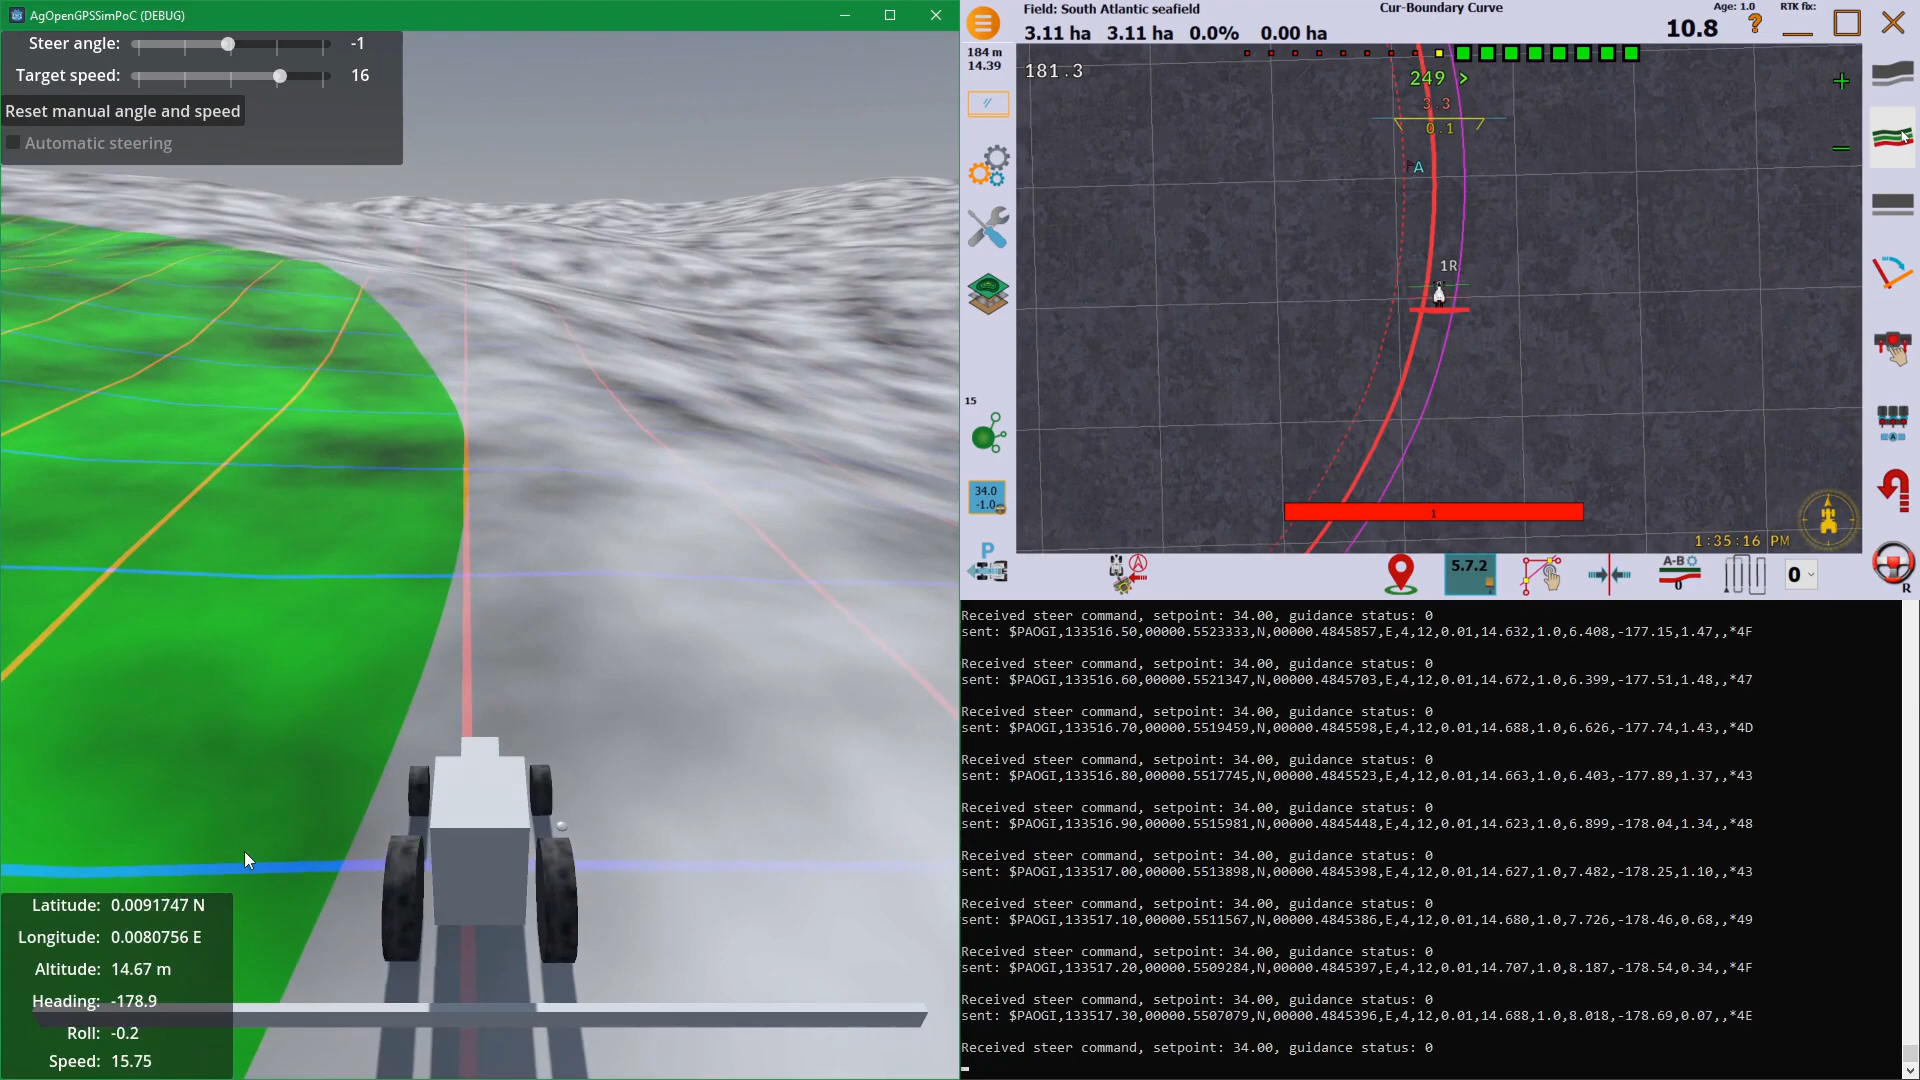 AgOpenGPSSimPoC (DEBUG)
Steer angle: -1
Target speed: 16
Reset manual angle and speed
Automatic steering
Latitude: 0.0091747 N
Longitude: 0.0080756 E
Altitude: 14.67 m
Heading: -178.9
Roll: -0.2
Speed: 15.75
Field: South Atlantic seafield
Cur-Boundary Curve
Age: 1.0
RTK fix:
3.11 ha 3.11 ha 0.0% 0.00 ha
10.8
?
184 m
14.39
181.3
249 >
3.3
0.1
A
1R
15
34.0
-1.0
P
1
1:35:16 PM
A
5.7.2
A-B
0
0
R
A
Received steer command, setpoint: 34.00, guidance status: 0
sent: $PAOGI,133516.50,00000.5523333,N,00000.4845857,E,4,12,0.01,14.632,1.0,6.408,-177.15,1.47,,*4F
Received steer command, setpoint: 34.00, guidance status: 0
sent: $PAOGI,133516.60,00000.5521347,N,00000.4845703,E,4,12,0.01,14.672,1.0,6.399,-177.51,1.48,,*47
Received steer command, setpoint: 34.00, guidance status: 0
sent: $PAOGI,133516.70,00000.5519459,N,00000.4845598,E,4,12,0.01,14.688,1.0,6.626,-177.74,1.43,,*4D
Received steer command, setpoint: 34.00, guidance status: 0
sent: $PAOGI,133516.80,00000.5517745,N,00000.4845523,E,4,12,0.01,14.663,1.0,6.403,-177.89,1.37,,*43
Received steer command, setpoint: 34.00, guidance status: 0
sent: $PAOGI,133516.90,00000.5515981,N,00000.4845448,E,4,12,0.01,14.623,1.0,6.899,-178.04,1.34,,*48
Received steer command, setpoint: 34.00, guidance status: 0
sent: $PAOGI,133517.00,00000.5513898,N,00000.4845398,E,4,12,0.01,14.627,1.0,7.482,-178.25,1.10,,*43
Received steer command, setpoint: 34.00, guidance status: 0
sent: $PAOGI,133517.10,00000.5511567,N,00000.4845386,E,4,12,0.01,14.680,1.0,7.726,-178.46,0.68,,*49
Received steer command, setpoint: 34.00, guidance status: 0
sent: $PAOGI,133517.20,00000.5509284,N,00000.4845397,E,4,12,0.01,14.707,1.0,8.187,-178.54,0.34,,*4F
Received steer command, setpoint: 34.00, guidance status: 0
sent: $PAOGI,133517.30,00000.5507079,N,00000.4845396,E,4,12,0.01,14.688,1.0,8.018,-178.69,0.07,,*4E
Received steer command, setpoint: 34.00, guidance status: 0